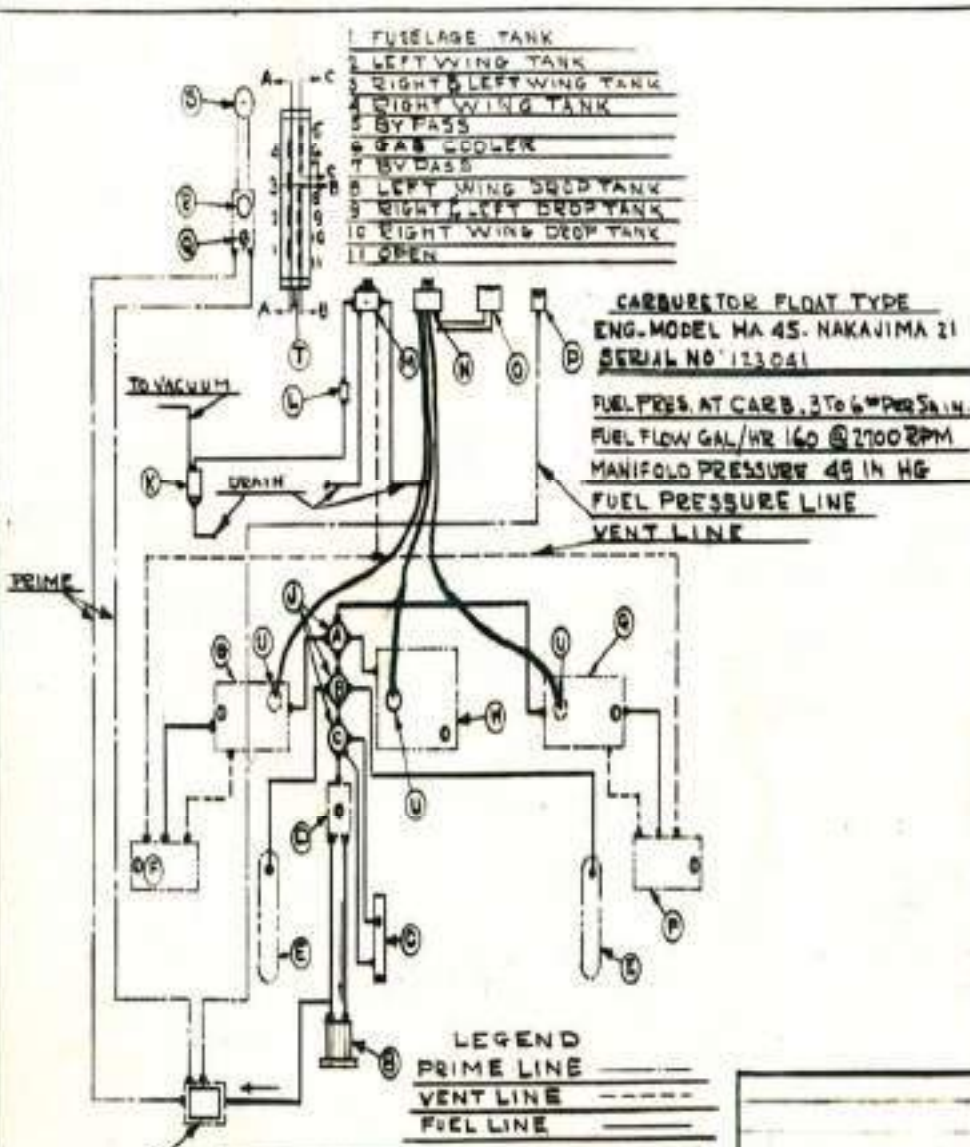 1 FUSELAGE TANK
2 LEFT WING TANK
3 RIGHT & LEFT WING TANK
4 RIGHT WING TANK
5 BY PASS
6 GAS COOLER
7 BY PASS
8 LEFT WING DROP TANK
9 RIGHT & LEFT DROP TANK
10 RIGHT WING DROP TANK
11 OPEN
A C
S
R
Q
A B
T
M
N
O
P
CARBURETOR FLOAT TYPE
ENG. MODEL HA 45. NAKAJIMA 21
SERIAL NO 123041
FUEL PRES. AT CARB. 3 TO 6 # PER S
FUEL FLOW GAL/HR 160 @ 2700 RPM
MANIFOLD PRESSURE 49 IN HG
FUEL PRESSURE LINE
VENT LINE
TO VACUUM
L
K
DRAIN
PRIME
J
A
B
C
G
U
U
G
H
U
D
F
E
C
E
F
B
LEGEND
PRIME LINE
VENT LINE
FUEL LINE